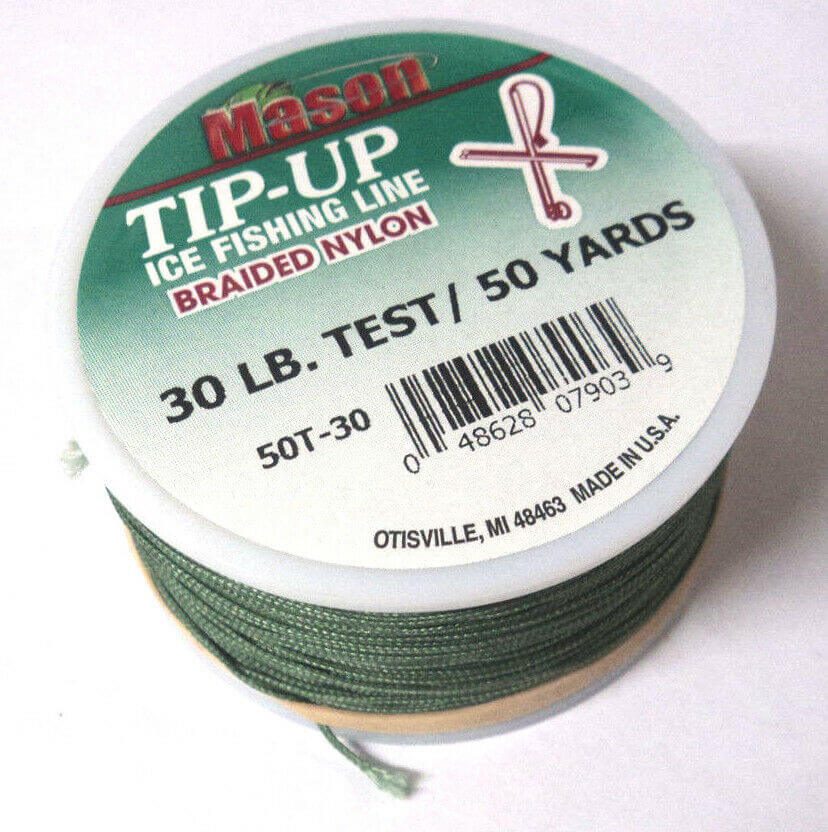 Mason
TIP-UP
ICE FISHING LINE
BRAIDED NYLON
30 LB. TEST/ 50 YARDS
50T-30
0 48628 07903 9
OTISVILLE, MI 48463 MADE IN U.S.A.